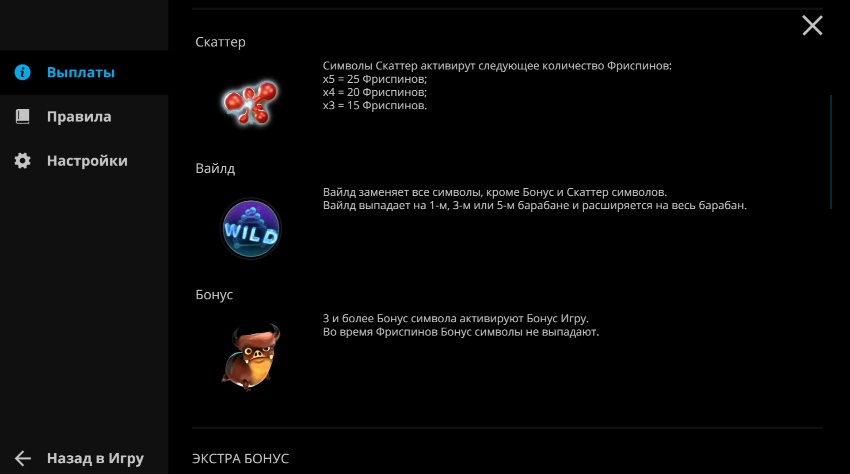 Скаттер
Символы Скаттер активирут следующее количество Фриспинов:
x5 = 25 Фриспинов;
x4 = 20 Фриспинов;
x3 = 15 Фриспинов.
Выплаты
Правила
Настройки
Вайлд
Вайлд заменяет все символы, кроме Бонус и Скаттер символов.
Вайлд выпадает на 1-м, 3-м или 5-м барабане и расширяется на весь барабан.
WILD
Бонус
3 и более Бонус символа активируют Бонус Игру.
Во время Фриспинов Бонус символы не выпадают.
Назад в Игру
ЭКСТРА БОНУС